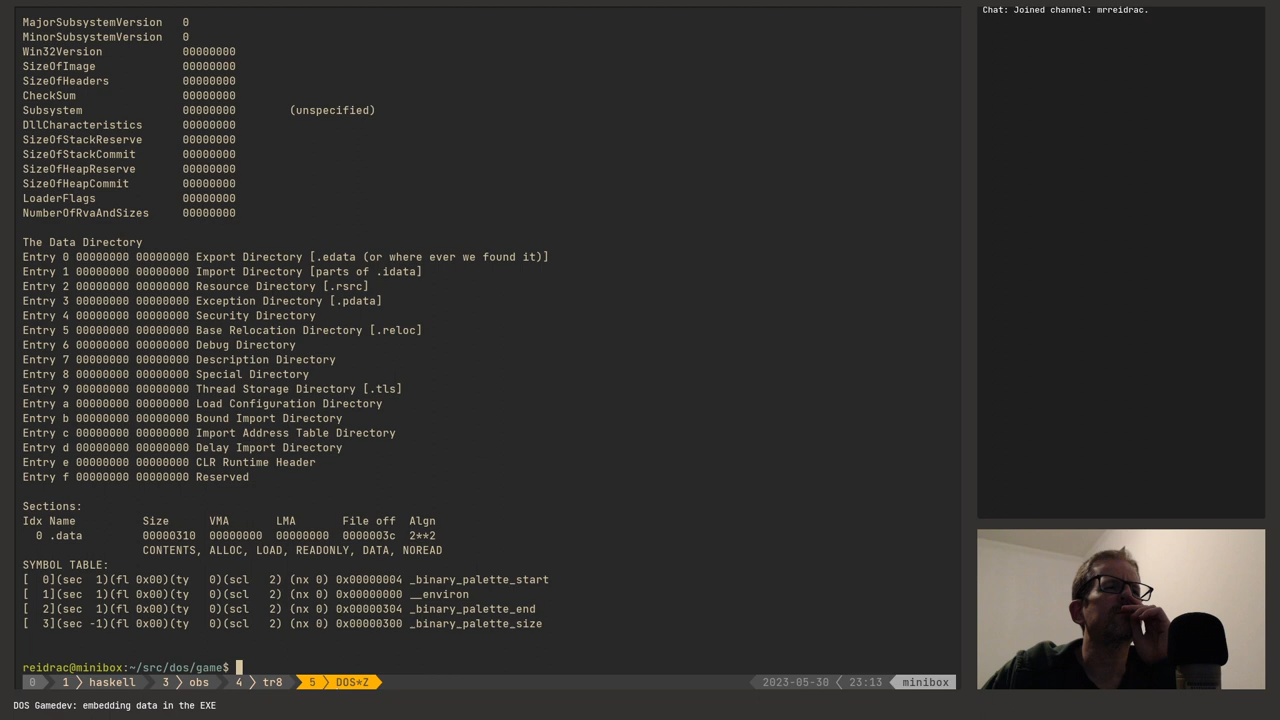 MajorSubsystemVersion 0
MinorSubsystemVersion 0
Win32Version 00000000
SizeOfImage 00000000
SizeOfHeaders 00000000
CheckSum 00000000
Subsystem 00000000 (unspecified)
DllCharacteristics 00000000
SizeOfStackReserve 00000000
SizeOfStackCommit 00000000
SizeOfHeapReserve 00000000
SizeOfHeapCommit 00000000
LoaderFlags 00000000
NumberOfRvaAndSizes 00000000
The Data Directory
Entry 0 00000000 00000000 Export Directory [.edata (or where ever we found it)]
Entry 1 00000000 00000000 Import Directory [parts of .idata]
Entry 2 00000000 00000000 Resource Directory [.rsrc]
Entry 3 00000000 00000000 Exception Directory [.pdata]
Entry 4 00000000 00000000 Security Directory
Entry 5 00000000 00000000 Base Relocation Directory [.reloc]
Entry 6 00000000 00000000 Debug Directory
Entry 7 00000000 00000000 Description Directory
Entry 8 00000000 00000000 Special Directory
Entry 9 00000000 00000000 Thread Storage Directory [.tls]
Entry a 00000000 00000000 Load Configuration Directory
Entry b 00000000 00000000 Bound Import Directory
Entry c 00000000 00000000 Import Address Table Directory
Entry d 00000000 00000000 Delay Import Directory
Entry e 00000000 00000000 CLR Runtime Header
Entry f 00000000 00000000 Reserved
Sections:
Idx Name Size VMA LMA File off Algn
0 .data 00000310 00000000 00000000 0000003c 2**2
CONTENTS, ALLOC, LOAD, READONLY, DATA, NOREAD
SYMBOL TABLE:
[ 0](sec 1)(fl 0x00)(ty 0)(scl 2) (nx 0) 0x00000004 _binary_palette_start
[ 1](sec 1)(fl 0x00)(ty 0)(scl 2) (nx 0) 0x00000000 __environ
[ 2](sec 1)(fl 0x00)(ty 0)(scl 2) (nx 0) 0x00000304 _binary_palette_end
[ 3](sec -1)(fl 0x00)(ty 0)(scl 2) (nx 0) 0x00000300 _binary_palette_size
reidrac@minibox:~/src/dos/game$
0 1 haskell 3 obs 4 tr8 5 DOS*Z 2023-05-30 23:13 minibox
DOS Gamedev: embedding data in the EXE
Chat: Joined channel: mrreidrac.